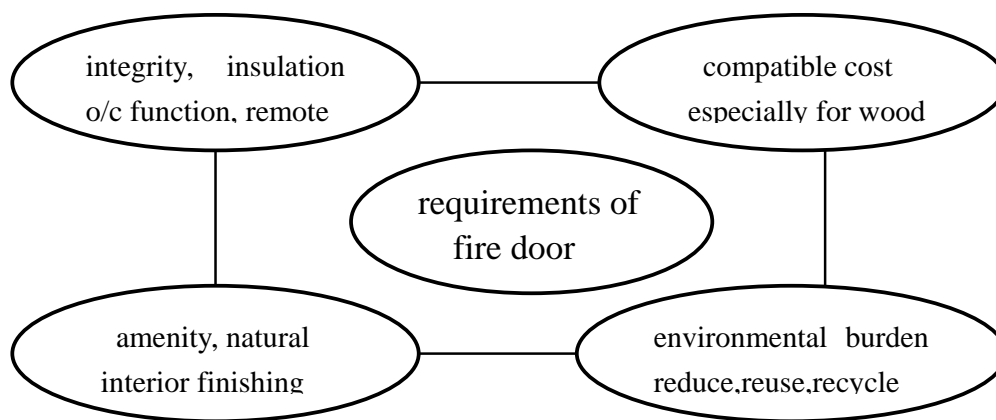 integrity, insulation
o/c function, remote
compatible cost
especially for wood
requirements of
fire door
amenity, natural
interior finishing
environmental burden
reduce,reuse,recycle